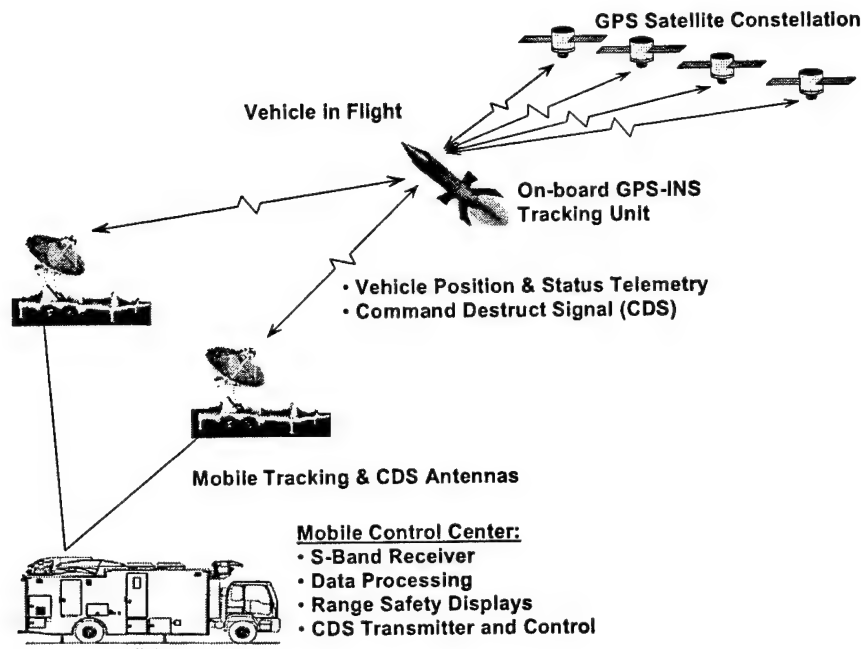 GPS Satellite Constellation
Vehicle in Flight
On-board GPS-INS
Tracking Unit
• Vehicle Position & Status Telemetry
• Command Destruct Signal (CDS)
Mobile Tracking & CDS Antennas
Mobile Control Center:
• S-Band Receiver
• Data Processing
• Range Safety Displays
• CDS Transmitter and Control